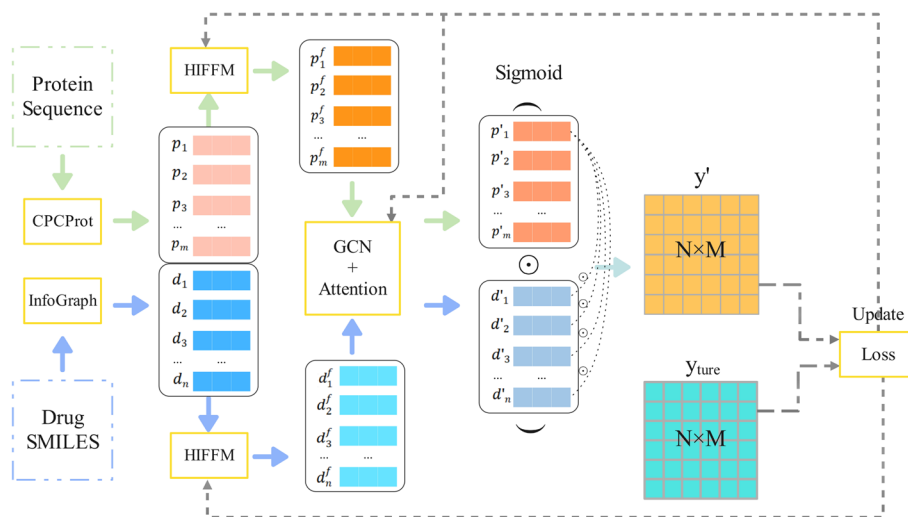 Protein
Sequence
CPCProt
InfoGraph
Drug
SMILES
HIFFM
p₁
p₂
p₃
... ...
pₘ
d₁
d₂
d₃
... ...
dₙ
HIFFM
p₁ᶠ
p₂ᶠ
p₃ᶠ
... ...
pₘᶠ
GCN
+
Attention
d₁ᶠ
d₂ᶠ
d₃ᶠ
... ...
dₙᶠ
Sigmoid
(
p'₁
p'₂
p'₃
... ...
p'ₘ
⊙
d'₁
d'₂
d'₃
... ...
d'ₙ
)
⊙
⊙
⊙
⊙
y'
N×M
y_ture
N×M
Update
Loss